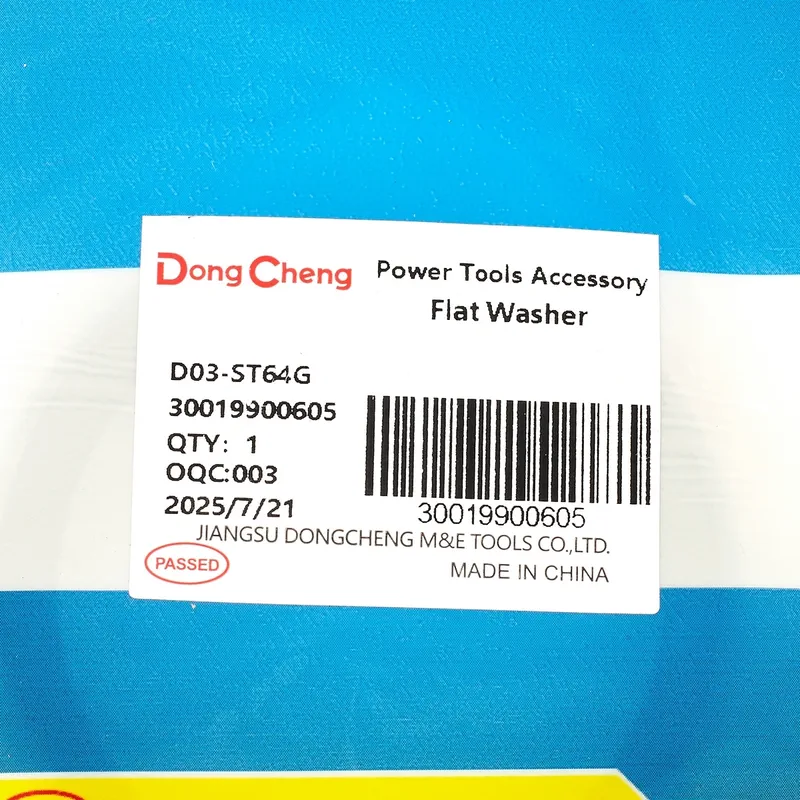 DongCheng
Power Tools Accessory
Flat Washer
D03-ST64G
30019900605
QTY: 1
OQC:003
2025/7/21
30019900605
JIANGSU DONGCHENG M&E TOOLS CO.,LTD.
PASSED
MADE IN CHINA